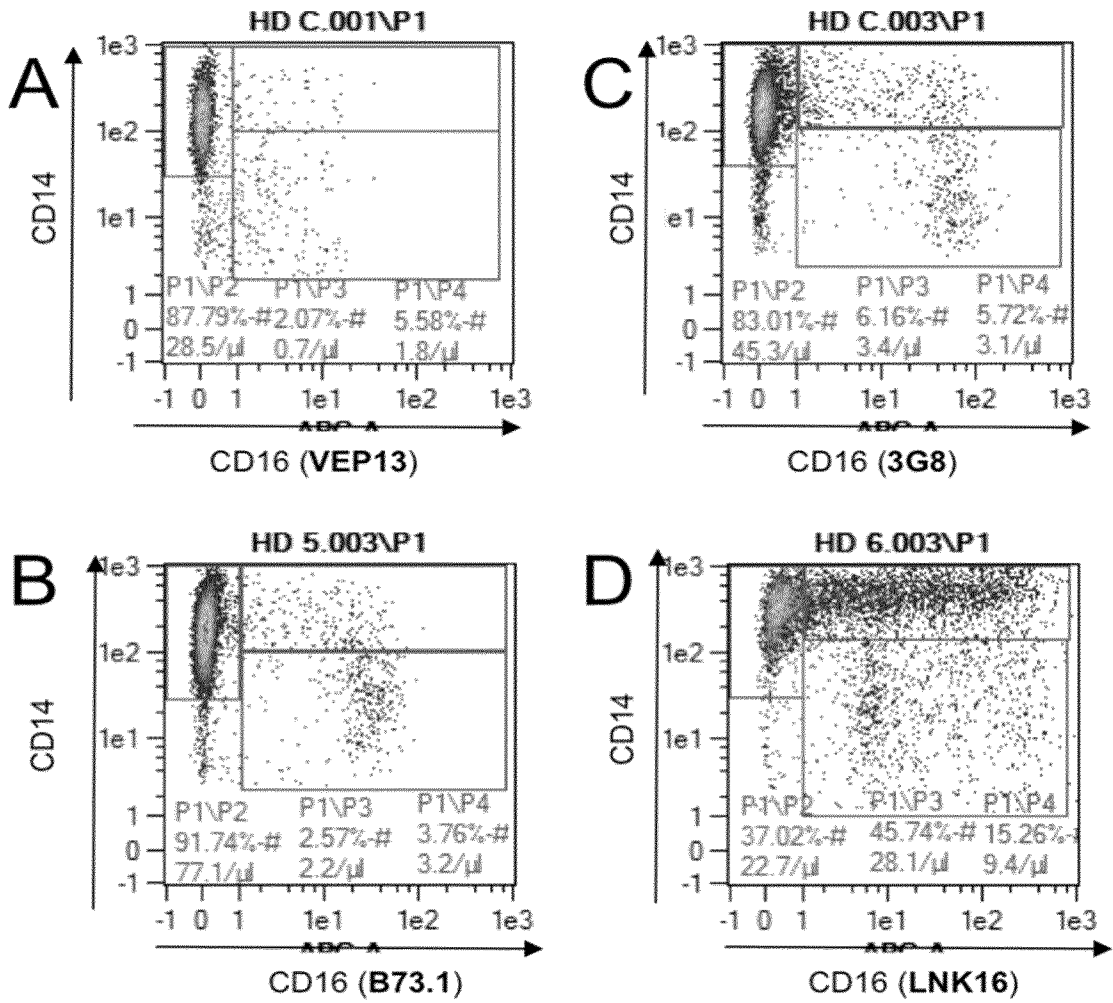 HD C.001\P1
A
1e3
1e2
1e1
1
0
-1
CD14
P1\P2 P1\P3 P1\P4
87.79%-# 2.07%-# 5.58%-#
28.5/µl 0.7/µl 1.8/µl
-1 0 1 1e1 1e2 1e3
CD16 (VEP13)
HD C.003\P1
C
1e3
e2
e1
1
0
-1
CD14
P1\P2 P1\P3 P1\P4
83.01%-# 6.16%-# 5.72%-#
45.3/µl 3.4/µl 3.1/µl
-1 0 1 1e1 1e2 1e3
CD16 (3G8)
HD 5.003\P1
B
1e3
1e2
1e1
1
0
-1
CD14
P1\P2 P1\P3 P1\P4
91.74%-# 2.57%-# 3.76%-#
77.1/µl 2.2/µl 3.2/µl
-1 0 1 1e1 1e2 1e3
CD16 (B73.1)
HD 6.003\P1
D
1e3
1e2
1e1
1
0
-1
CD14
P1\P2 P1\P3 P1\P4
37.02%-# 45.74%-# 15.26%-
22.7/µl 28.1/µl 9.4/µl
-1 0 1 1e1 1e2 1e3
CD16 (LNK16)